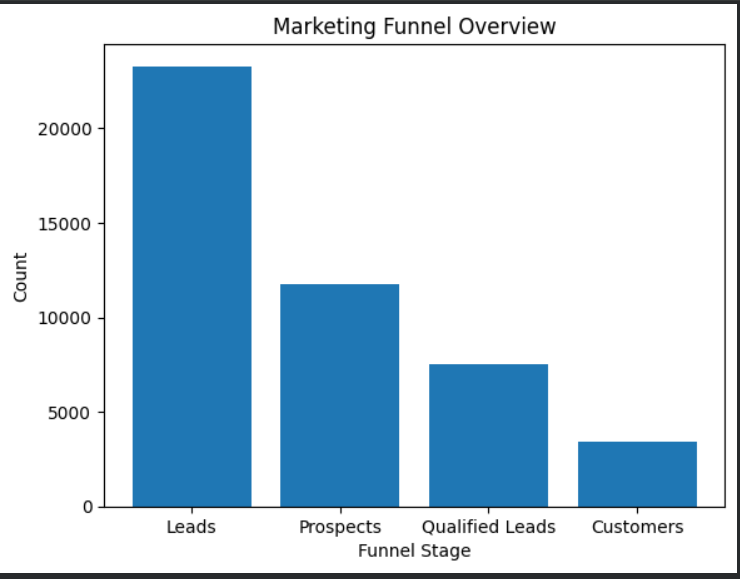 Marketing Funnel Overview
20000
15000
10000
5000
0
Count
Leads Prospects Qualified Leads Customers
Funnel Stage